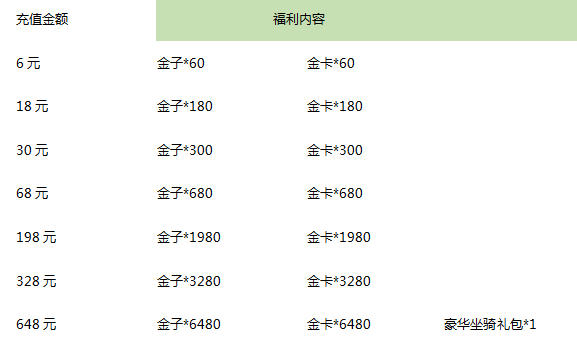 充值金额 福利内容
6 元 金子*60 金卡*60
18 元 金子*180 金卡*180
30 元 金子*300 金卡*300
68 元 金子*680 金卡*680
198 元 金子*1980 金卡*1980
328 元 金子*3280 金卡*3280
648 元 金子*6480 金卡*6480 豪华坐骑礼包*1